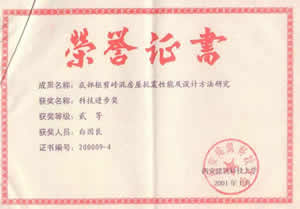 荣誉证書
成果名称：底部框剪砖混房屋抗震性能及设计方法研究
获奖名称：科技进步奖
获奖等级：贰 等
获奖人员：白国良
证书编号：200009-4
西安建筑科技大学
2001年1月